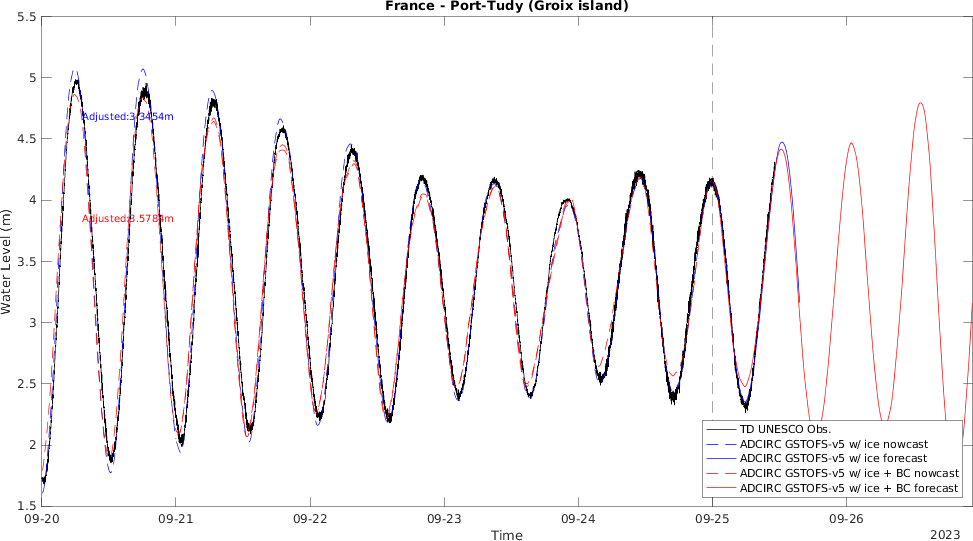 France - Port-Tudy (Groix island)
5.5
5
4.5
4
3.5
3
2.5
2
1.5
Water Level (m)
Adjusted:3.3454m
Adjusted:3.5784m
TD UNESCO Obs.
ADCIRC GSTOFS-v5 w/ ice nowcast
ADCIRC GSTOFS-v5 w/ ice forecast
ADCIRC GSTOFS-v5 w/ ice + BC nowcast
ADCIRC GSTOFS-v5 w/ ice + BC forecast
09-20 09-21 09-22 09-23 09-24 09-25 09-26
Time
2023